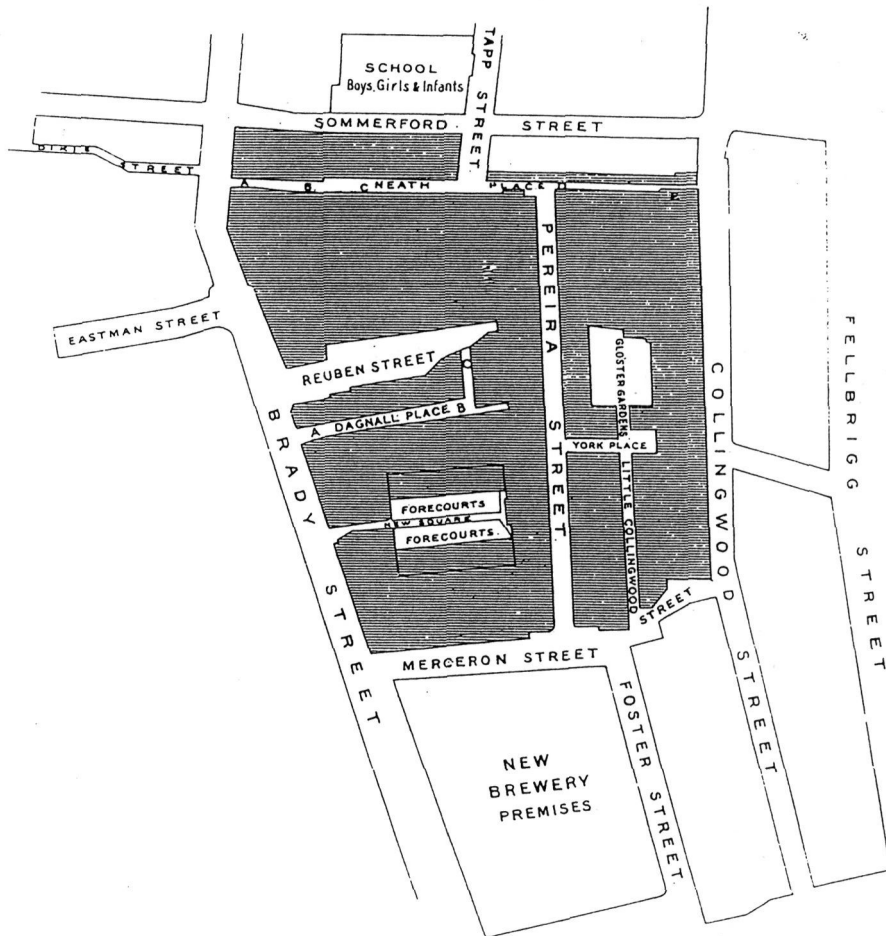 TAPP STREET
SCHOOL
Boys, Girls & Infants
SOMMERFORD STREET
DIXIE STREET
A B. C NEATH PLACE D E
PEREIRA STREET
EASTMAN STREET
REUBEN STREET
C
A DAGNALL PLACE B
GLOSTER GARDENS
YORK PLACE
BRADY STREET
FORECOURTS
NEW SQUARE
FORECOURTS.
LITTLE COLLINGWOOD STREET
COLLINGWOOD STREET
FELLBRIGG STREET
MERCERON STREET
FOSTER STREET
NEW
BREWERY
PREMISES